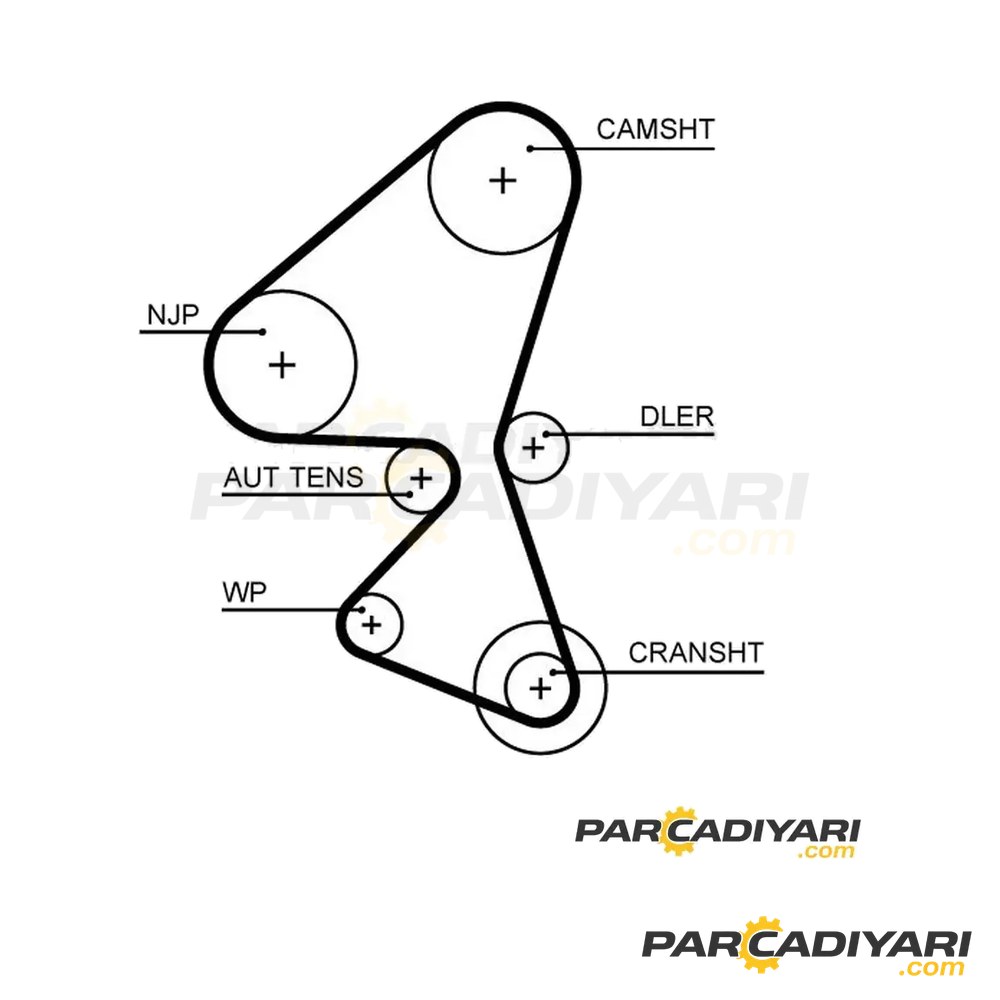 CAMSHT
NJP
DLER
AUT TENS
PARCADIYARI
.com
WP
CRANSHT
PARCADIYARI
.com
PARCADIYARI
.com